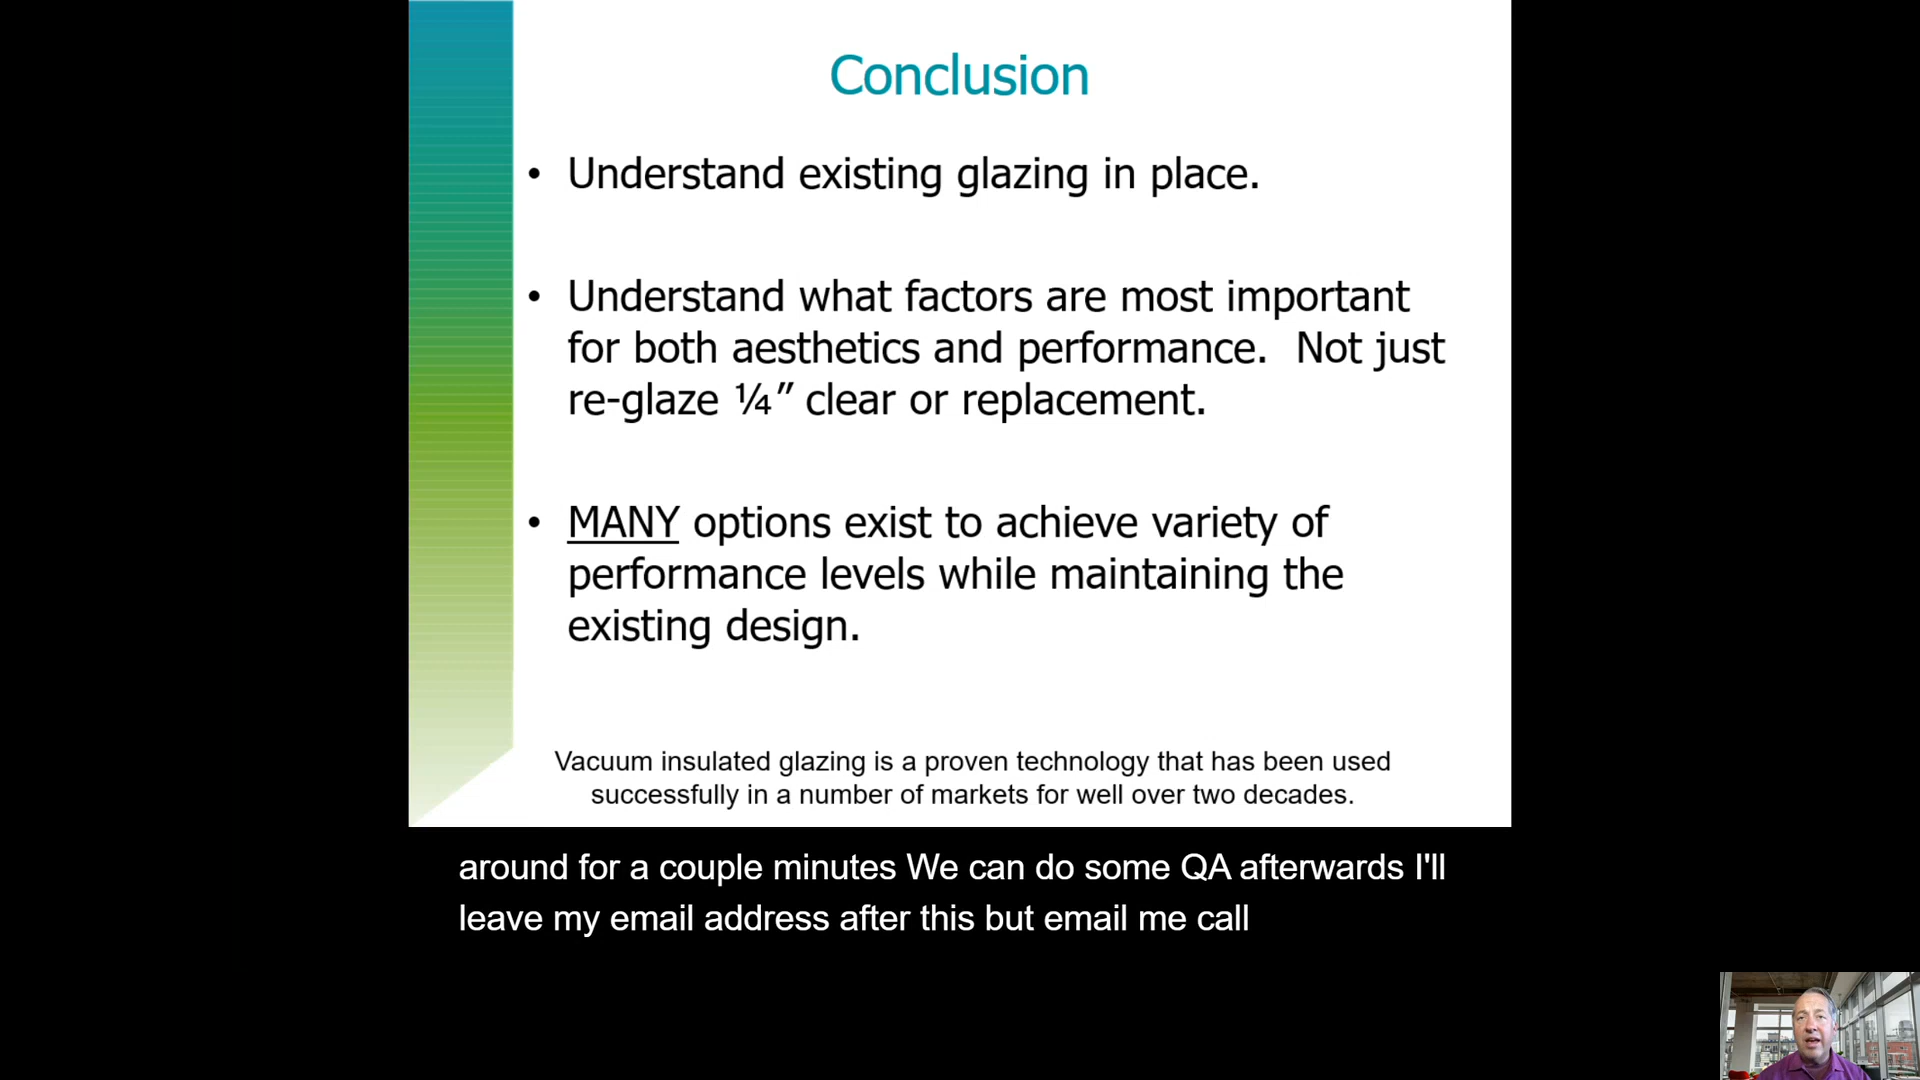 Conclusion
• Understand existing glazing in place.
• Understand what factors are most important
for both aesthetics and performance.  Not just
re-glaze ¼” clear or replacement.
• MANY options exist to achieve variety of
performance levels while maintaining the
existing design.
Vacuum insulated glazing is a proven technology that has been used
successfully in a number of markets for well over two decades.
around for a couple minutes We can do some QA afterwards I'll
leave my email address after this but email me call